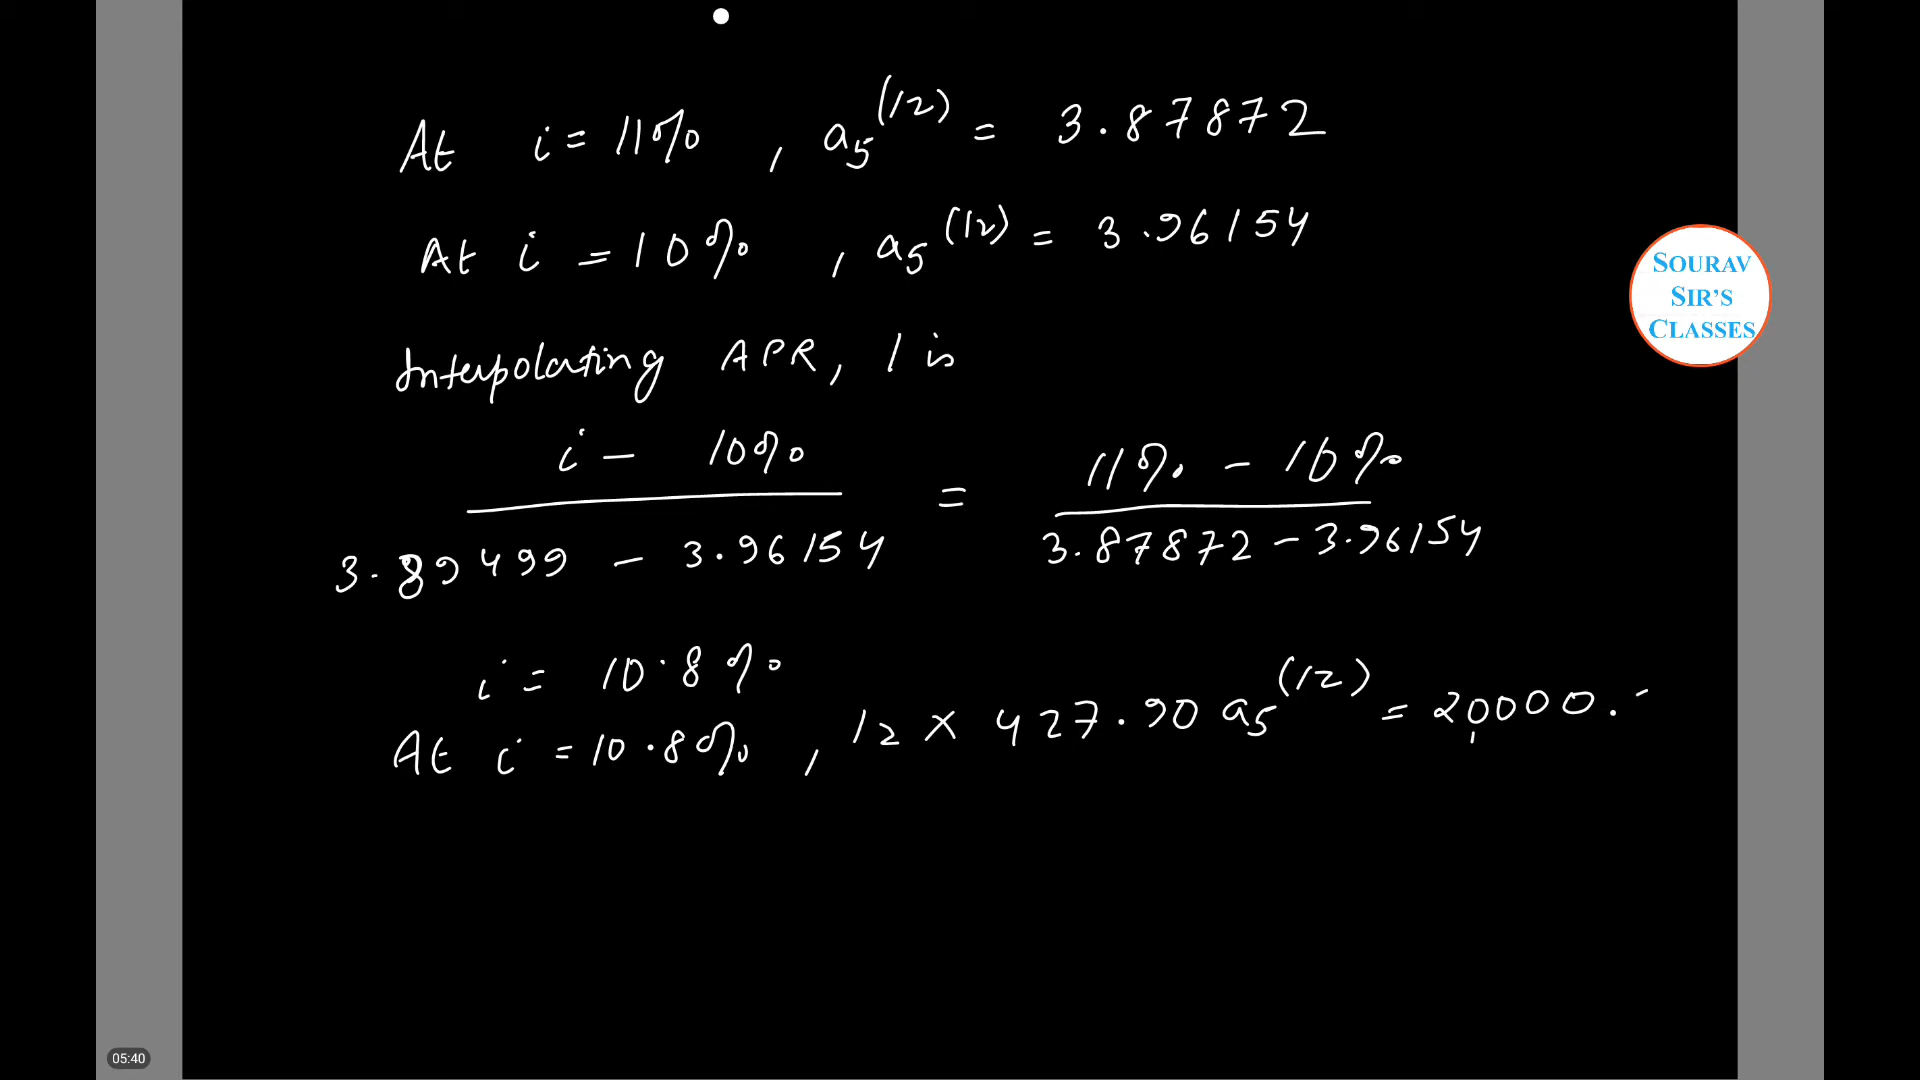 At i = 11% , a5^(12) = 3.87872
At i = 10% , a5^(12) = 3.96154
SOURAV
SIR'S
CLASSES
Interpolating APR, I is
i - 10% / 3.89499 - 3.96154 = 11% - 10% / 3.87872 - 3.96154
i = 10.8%
At i = 10.8% , 12 × 427.90 a5^(12) = 20,000.
05:40